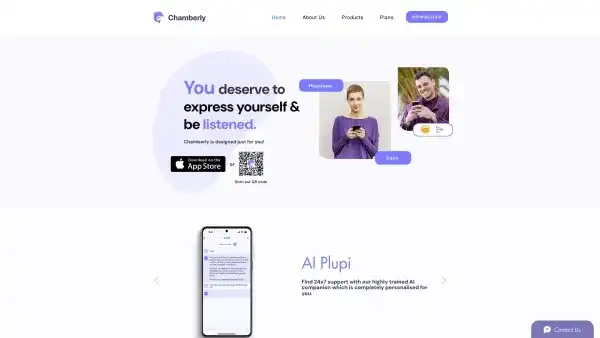 Chamberly
Home
About Us
Products
Plans
DOWNLOAD
You deserve to
express yourself &
be listened.
Chamberly is designed just for you!
Download on the
App Store
or
Scan our QR code
Happiness
Care
AI Plupi
Find 24x7 support with our highly trained AI
companion which is completely personalised for
you.
Contact Us